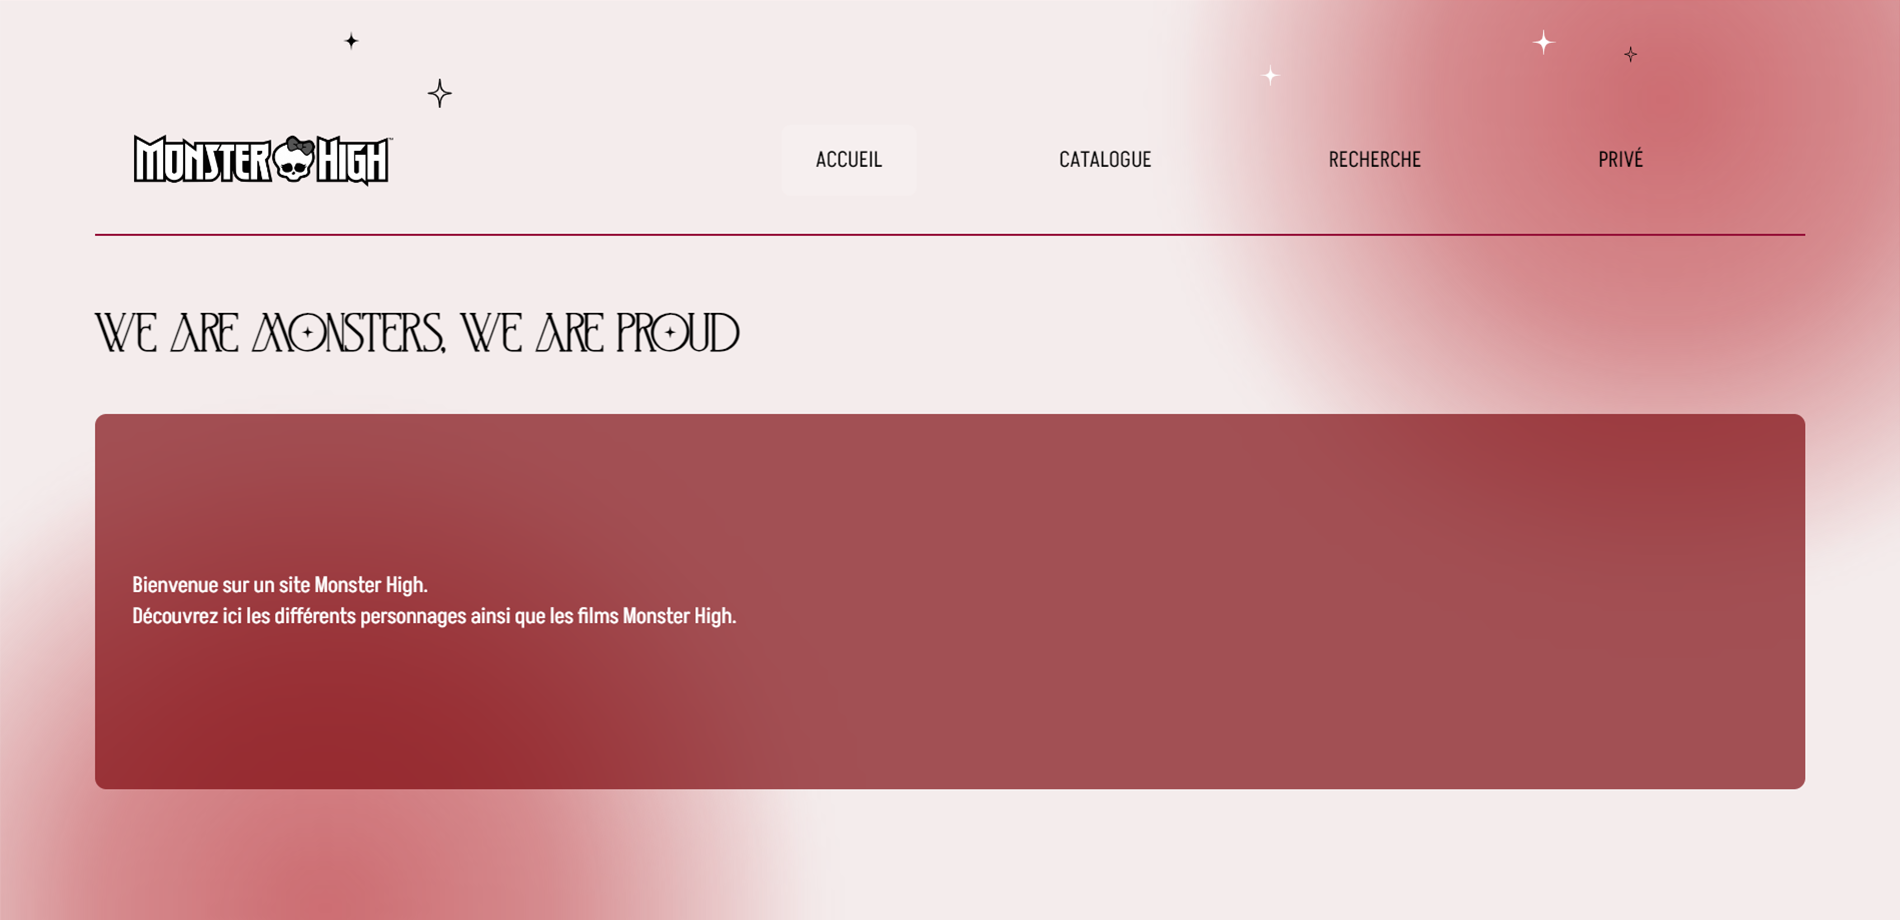 MONSTER HIGH™
ACCUEIL
CATALOGUE
RECHERCHE
PRIVÉ
WE ARE MONSTERS, WE ARE PROUD
Bienvenue sur un site Monster High.
Découvrez ici les différents personnages ainsi que les films Monster High.